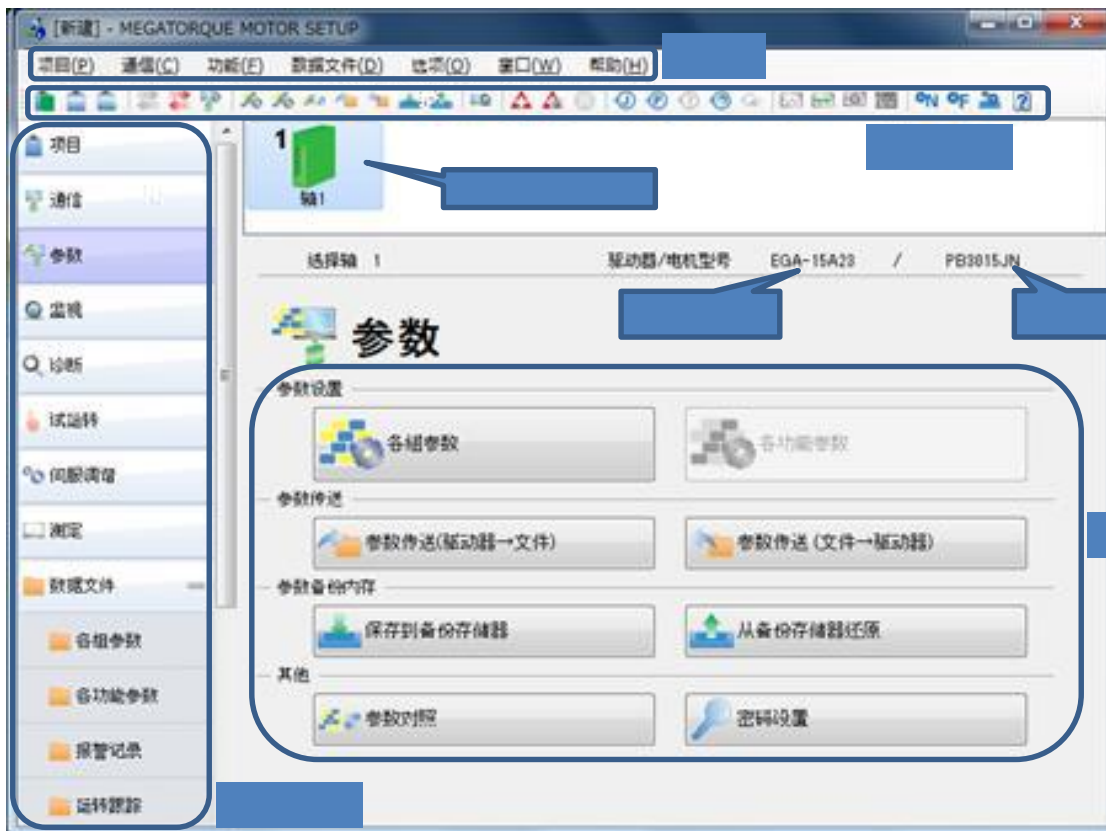 [新建] - MEGATORQUE MOTOR SETUP
项目(P) 通信(C) 功能(F) 数据文件(D) 选项(O) 窗口(W) 帮助(H)
项目
通信
参数
监视
诊断
试运转
伺服调谐
测定
数据文件
各组参数
各功能参数
报警记录
运转跟踪
1
轴1
选择轴 1 驱动器/电机型号 EGA-15A23 / PB3015JN
参数
参数设置
各组参数 各功能参数
参数传送
参数传送(驱动器→文件) 参数传送(文件→驱动器)
参数备份内存
保存到备份存储器 从备份存储器还原
其他
参数对照 密码设置